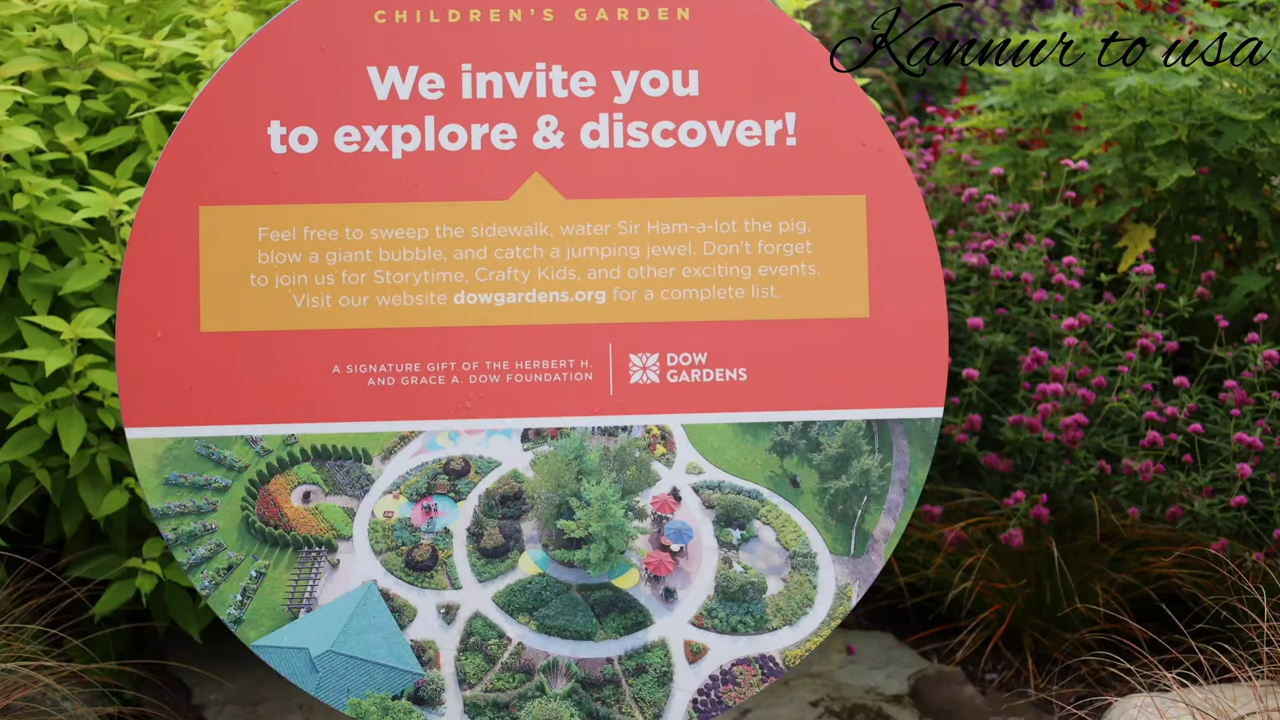 CHILDREN'S GARDEN
Kannur to usa
We invite you
to explore & discover!
Feel free to sweep the sidewalk, water Sir Ham-a-lot the pig,
blow a giant bubble, and catch a jumping jewel. Don't forget
to join us for Storytime, Crafty Kids, and other exciting events.
Visit our website dowgardens.org for a complete list.
A SIGNATURE GIFT OF THE HERBERT H.
AND GRACE A. DOW FOUNDATION
DOW
GARDENS